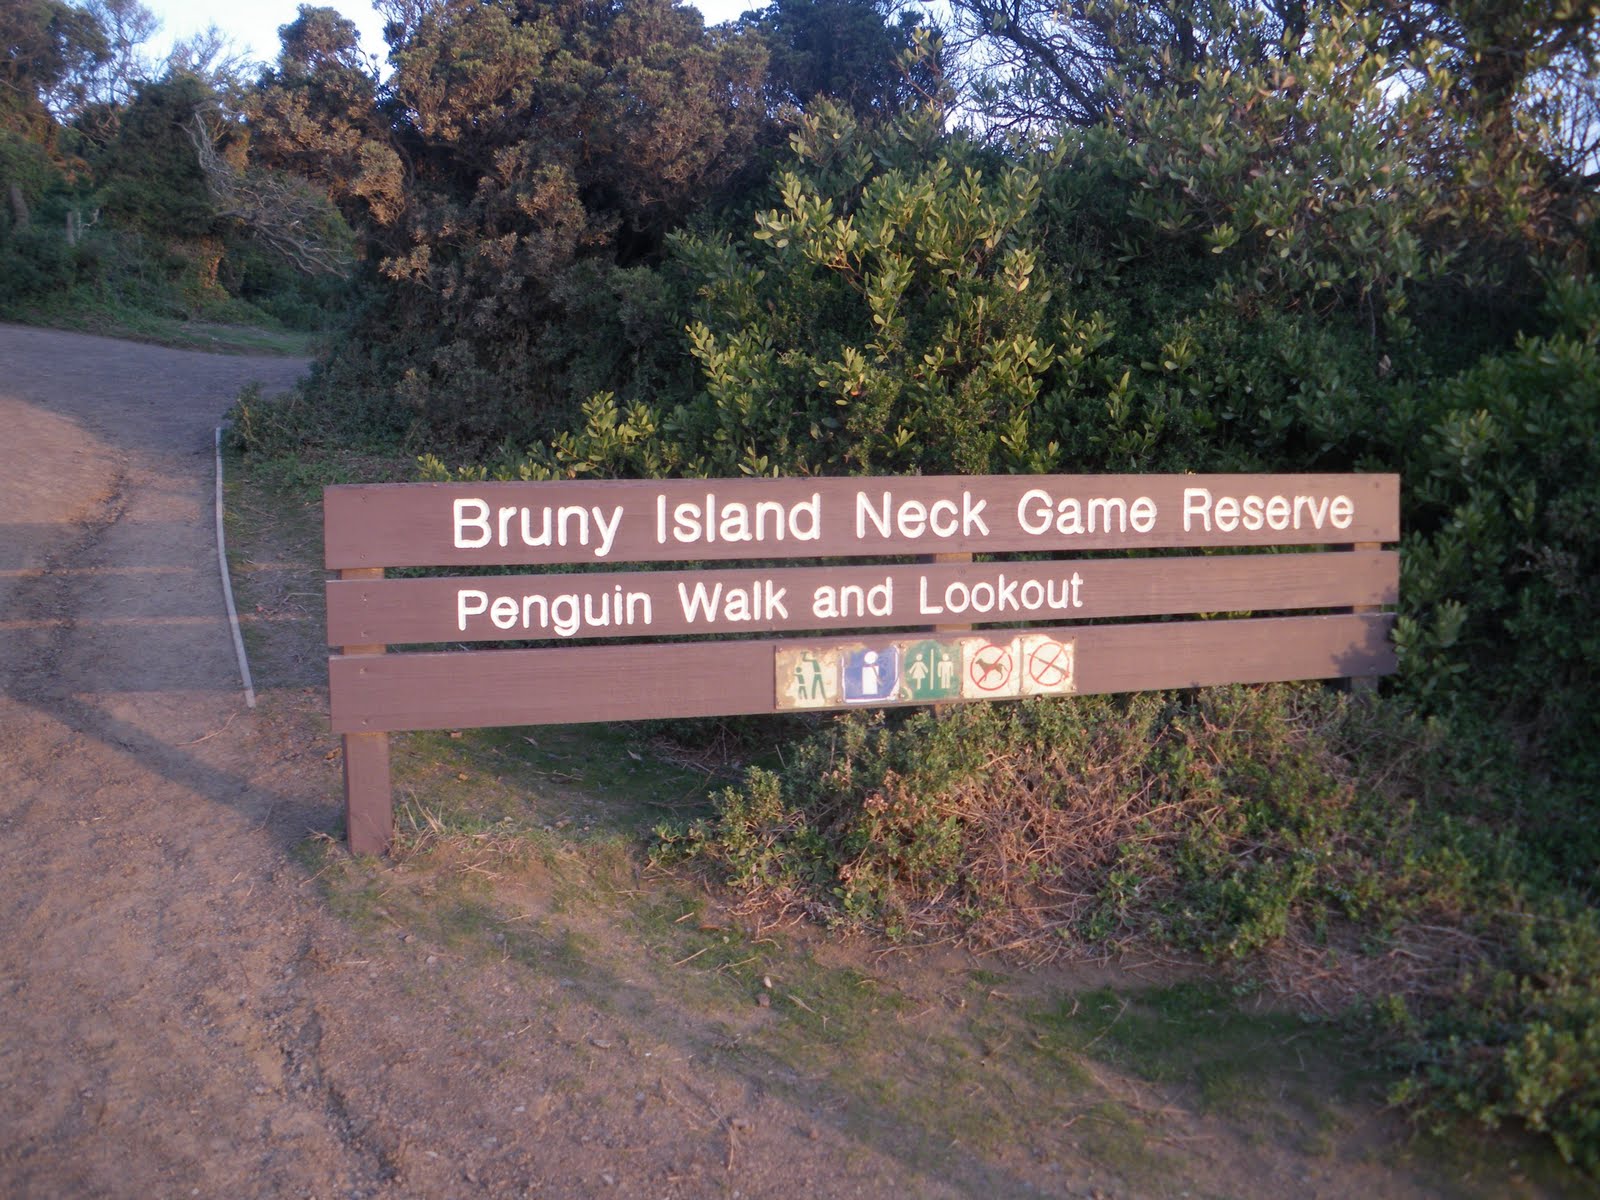 Bruny Island Neck Game Reserve
Penguin Walk and Lookout